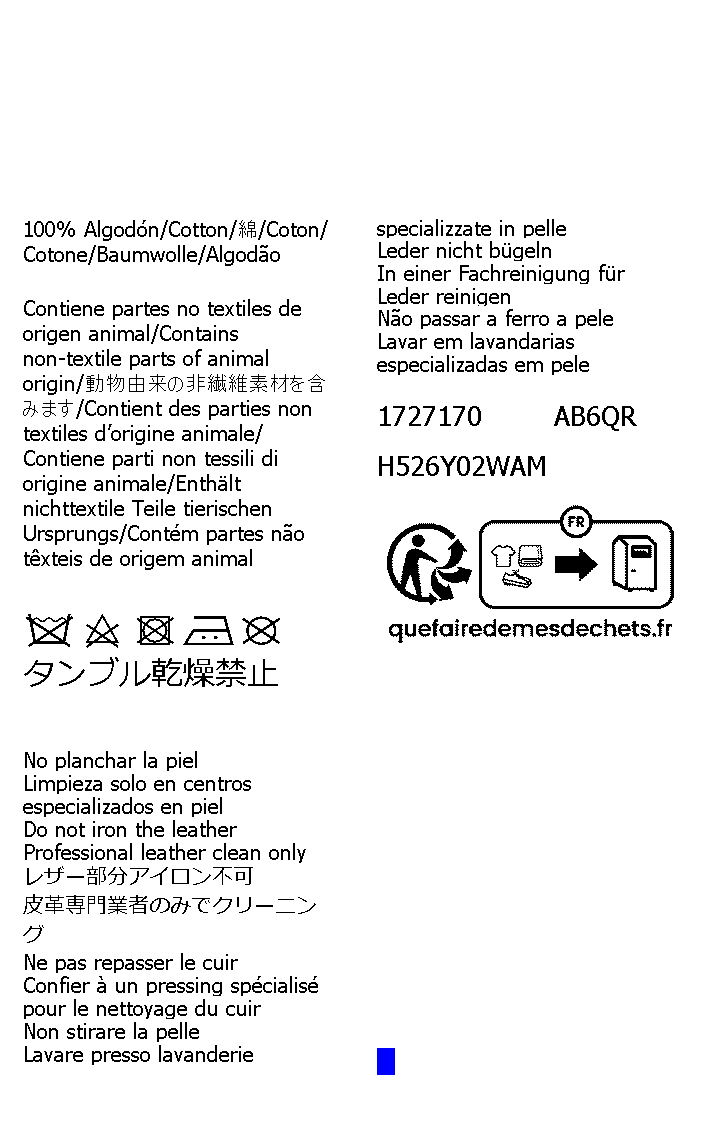 100% Algodón/Cotton/綿/Coton/
Cotone/Baumwolle/Algodão
Contiene partes no textiles de
origen animal/Contains
non-textile parts of animal
origin/動物由来の非繊維素材を含
みます/Contient des parties non
textiles d'origine animale/
Contiene parti non tessili di
origine animale/Enthält
nichttextile Teile tierischen
Ursprungs/Contém partes não
têxteis de origem animal
タンブル乾燥禁止
No planchar la piel
Limpieza solo en centros
especializados en piel
Do not iron the leather
Professional leather clean only
レザー部分アイロン不可
皮革専門業者のみでクリーニン
グ
Ne pas repasser le cuir
Confier à un pressing spécialisé
pour le nettoyage du cuir
Non stirare la pelle
Lavare presso lavanderie
specializzate in pelle
Leder nicht bügeln
In einer Fachreinigung für
Leder reinigen
Não passar a ferro a pele
Lavar em lavandarias
especializadas em pele
1727170 AB6QR
H526Y02WAM
FR
quefairedemesdechets.fr